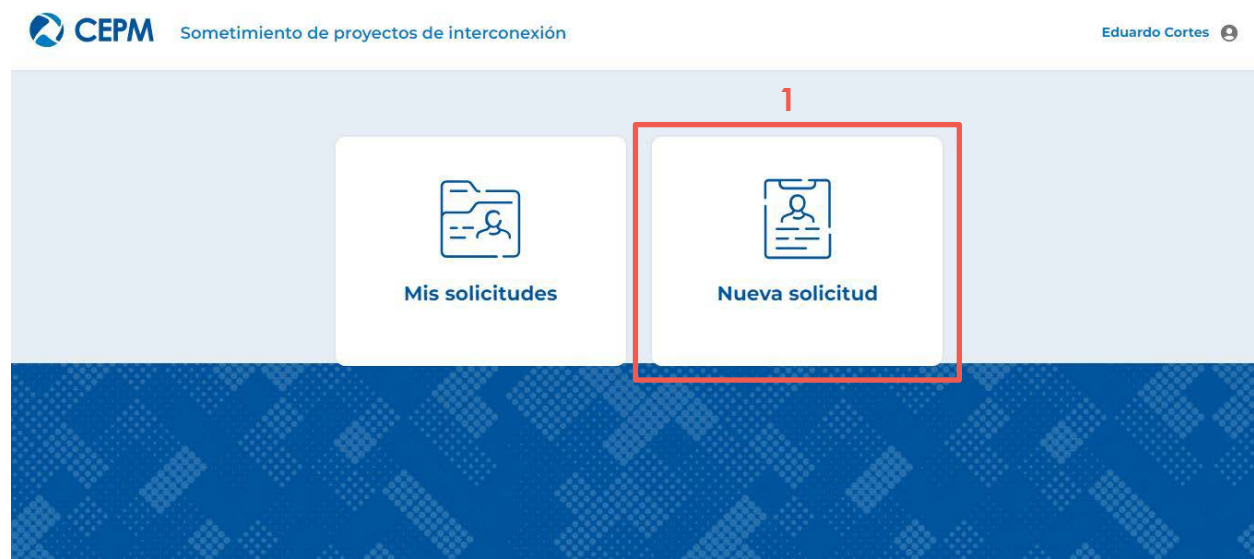 CEPM
Sometimiento de proyectos de interconexión
Eduardo Cortes
1
Mis solicitudes
Nueva solicitud